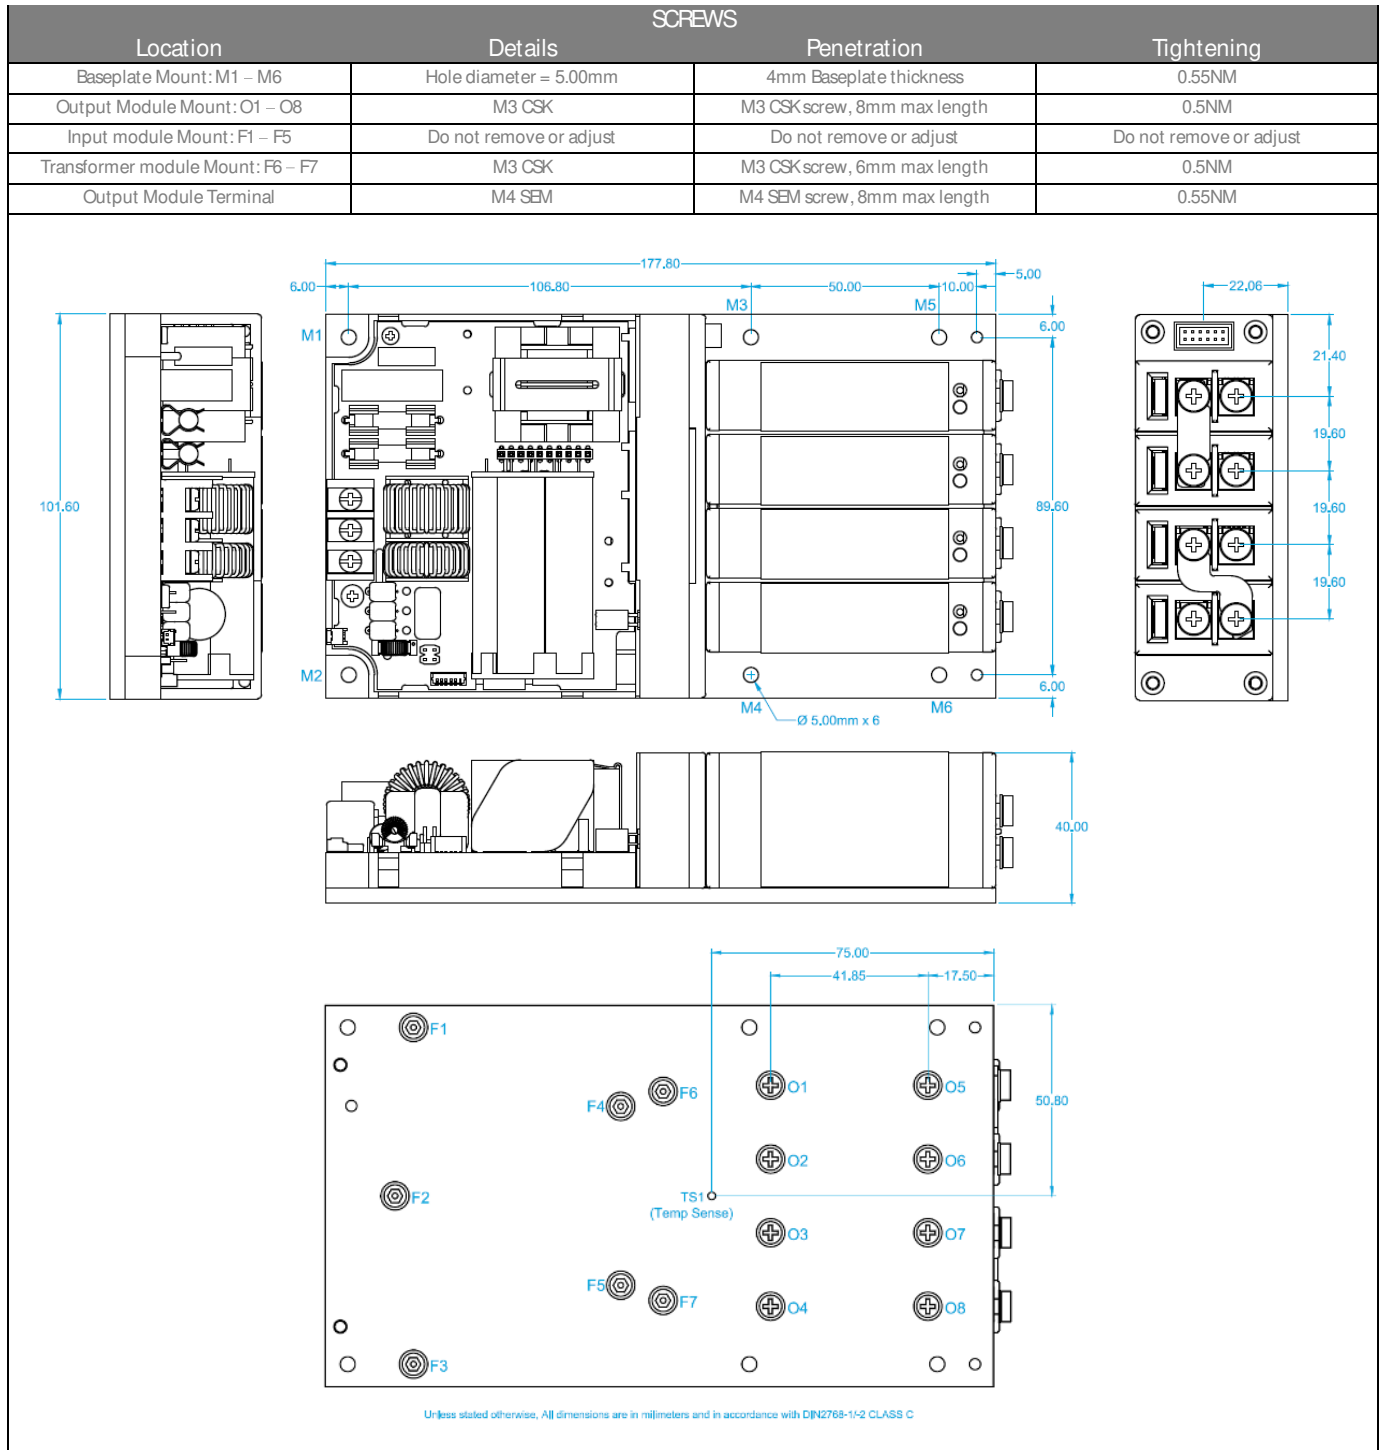 SCREWS
Location Details Penetration Tightening
Baseplate Mount: M1 – M6 Hole diameter = 5.00mm 4mm Baseplate thickness 0.55NM
Output Module Mount: O1 – O8 M3 CSK M3 CSK screw, 8mm max length 0.5NM
Input module Mount: F1 – F5 Do not remove or adjust Do not remove or adjust Do not remove or adjust
Transformer module Mount: F6 – F7 M3 CSK M3 CSK screw, 6mm max length 0.5NM
Output Module Terminal M4 SEM M4 SEM screw, 8mm max length 0.55NM
177.80
5.00
6.00 106.80 50.00 10.00 22.06
M3 M5
M1 6.00
21.40
19.60
101.60 89.60
19.60
19.60
M2 6.00
M4 M6
Ø 5.00mm x 6
40.00
75.00
41.85 17.50
F1
F6 O1 O5
F4 50.80
O2 O6
F2 TS1
(Temp Sense)
O3 O7
F5
F7 O4 O8
F3
Unless stated otherwise, All dimensions are in milimeters and in accordance with DIN2768-1/-2 CLASS C